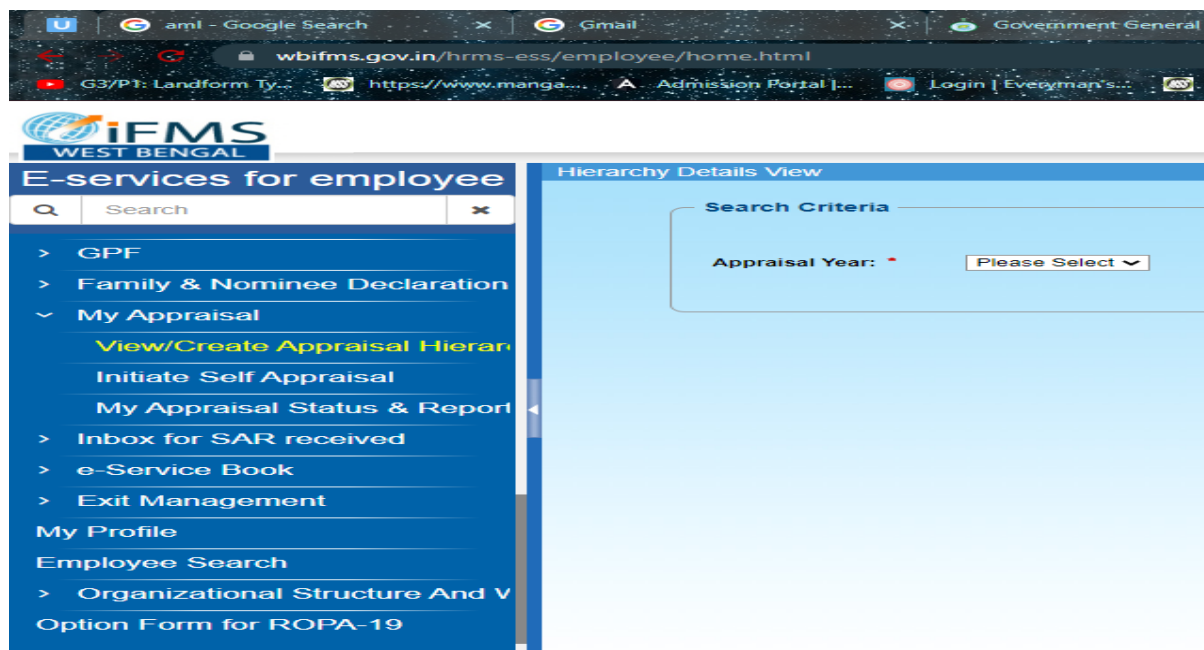 aml - Google Search
Gmail
Government General
wbifms.gov.in/hrms-ess/employee/home.html
G3/P1: Landform Ty... https://www.manga.... Admission Portal |... Login | Everyman's...
iFMS
WEST BENGAL
E-services for employee
Hierarchy Details View
Search
Search Criteria
Appraisal Year: * Please Select
GPF
Family & Nominee Declaration
My Appraisal
View/Create Appraisal Hierar
Initiate Self Appraisal
My Appraisal Status & Report
Inbox for SAR received
e-Service Book
Exit Management
My Profile
Employee Search
Organizational Structure And V
Option Form for ROPA-19